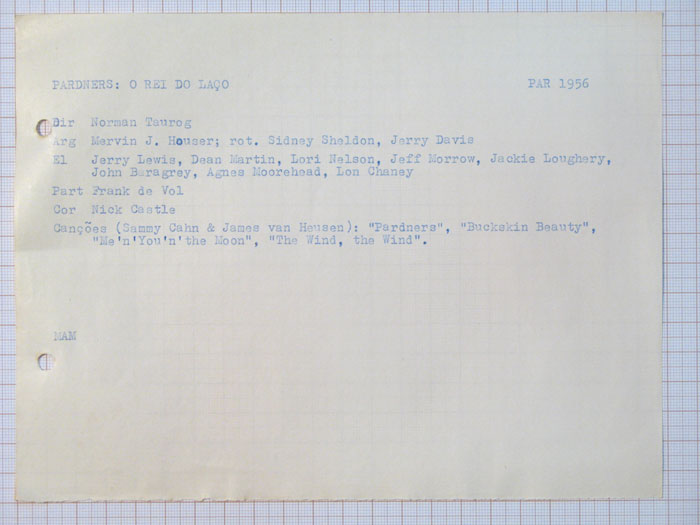 PARDNERS: O REI DO LAÇO PAR 1956
Dir Norman Taurog
Arg Mervin J. Houser; rot. Sidney Sheldon, Jerry Davis
El Jerry Lewis, Dean Martin, Lori Nelson, Jeff Morrow, Jackie Loughery,
John Baragrey, Agnes Moorehead, Lon Chaney
Part Frank de Vol
Cor Nick Castle
Canções (Sammy Cahn & James van Heusen): "Pardners", "Buckskin Beauty",
"Me'n'You'n'the Moon", "The Wind, the Wind".
MAM